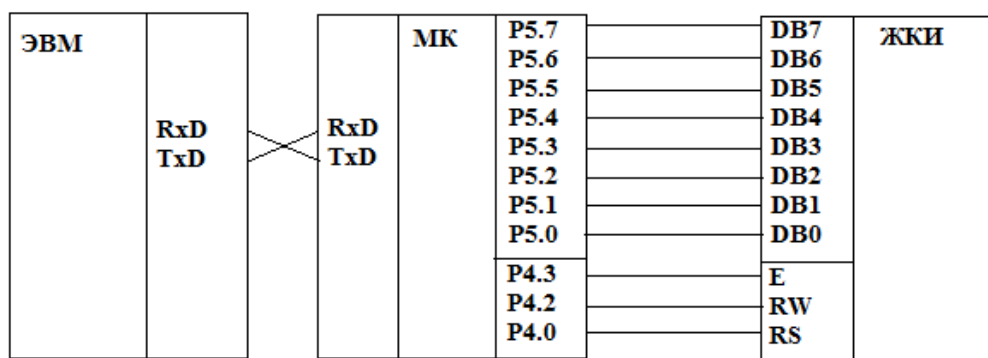 ЭВМ
RxD
TxD
RxD
TxD
МК
P5.7
P5.6
P5.5
P5.4
P5.3
P5.2
P5.1
P5.0
P4.3
P4.2
P4.0
DB7
DB6
DB5
DB4
DB3
DB2
DB1
DB0
E
RW
RS
ЖКИ